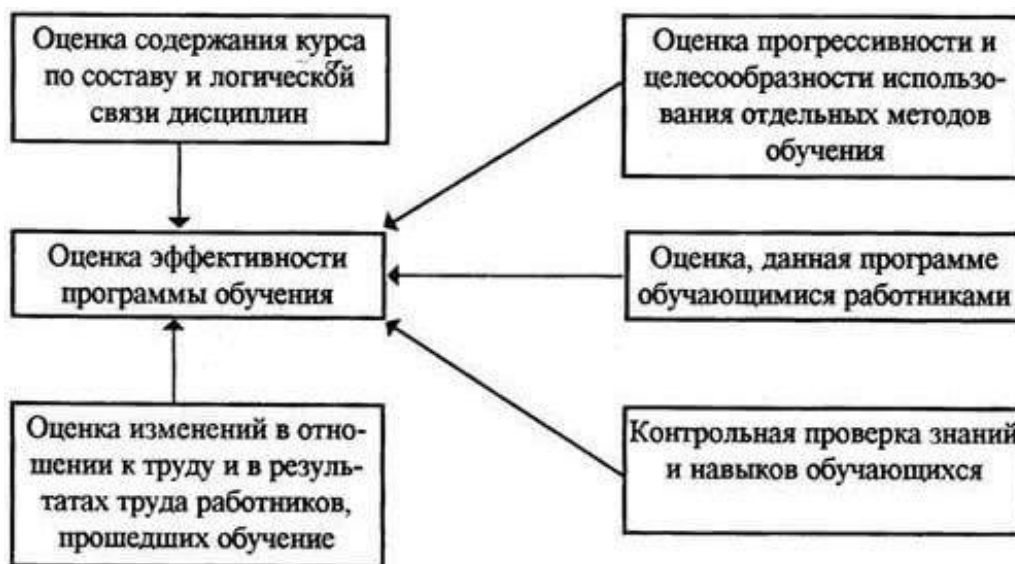 Оценка содержания курса
по составу и логической
связи дисциплин
Оценка прогрессивности и
целесообразности использо-
вания отдельных методов
обучения
Оценка эффективности
программы обучения
Оценка, данная программе
обучающимися работниками
Оценка изменений в отно-
шении к труду и в резуль-
татах труда работников,
прошедших обучение
Контрольная проверка знаний
и навыков обучающихся